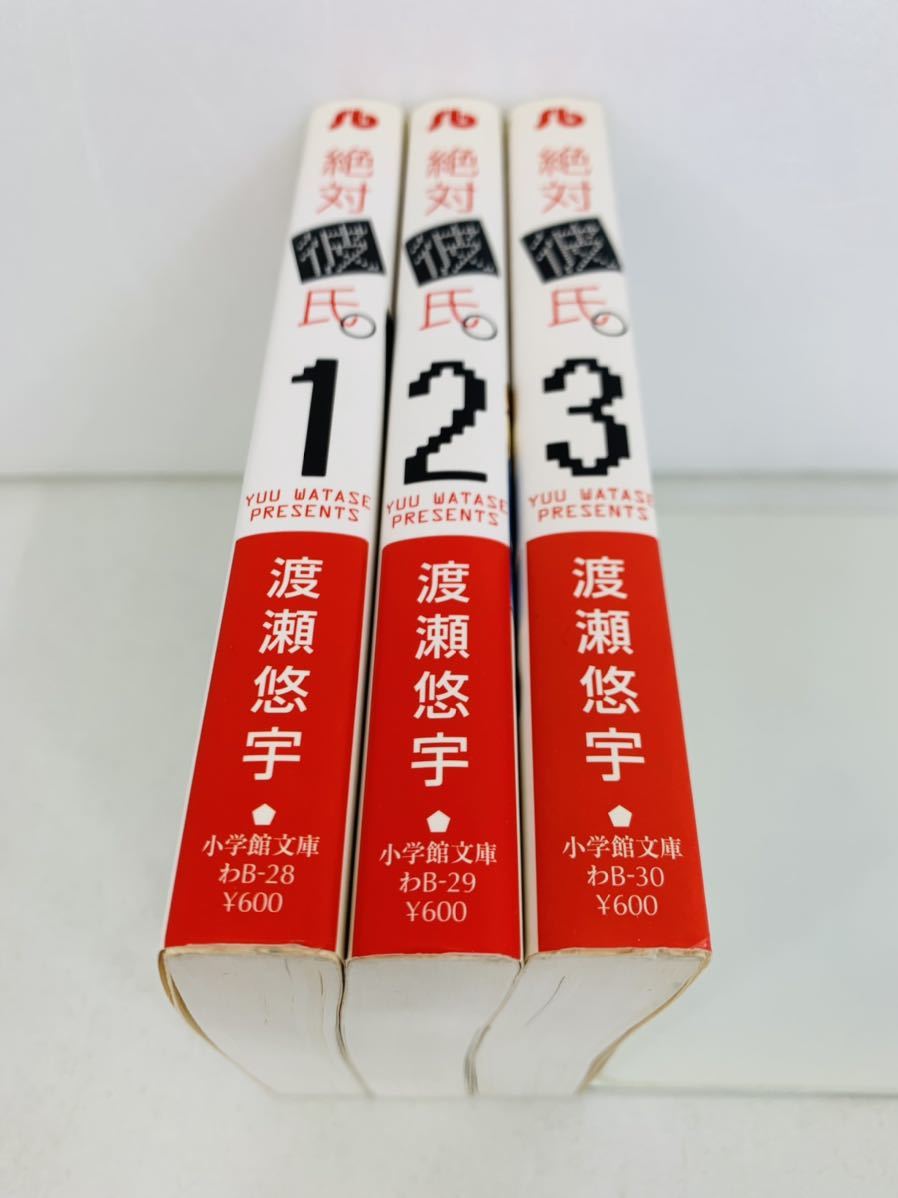 絶対彼氏。
1
YUU WATASE
PRESENTS
渡瀬悠宇
小学館文庫
わB-28
¥600
絶対彼氏。
2
YUU WATASE
PRESENTS
渡瀬悠宇
小学館文庫
わB-29
¥600
絶対彼氏。
3
YUU WATASE
PRESENTS
渡瀬悠宇
小学館文庫
わB-30
¥600